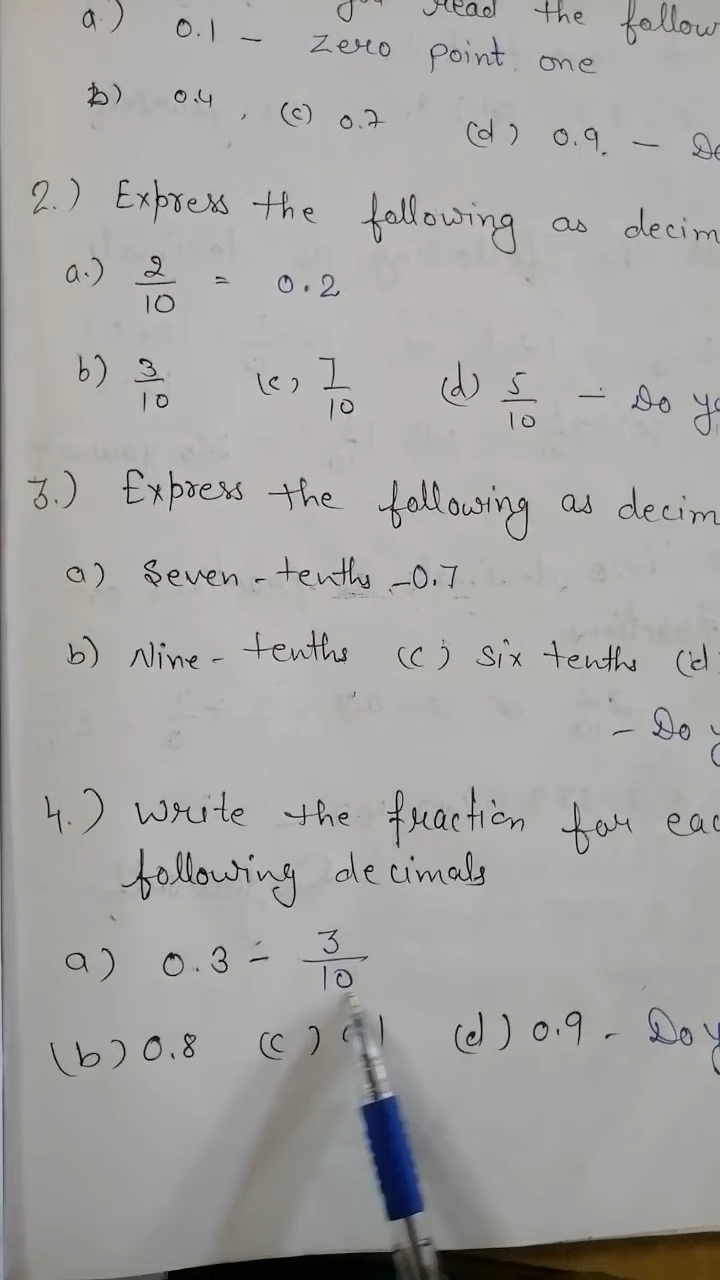 a.) 0.1 - zero point one
read the follow
b) 0.4, (c) 0.7 (d) 0.9. -
2.) Express the following as decim
a.) 2/10 = 0.2
b) 3/10 (c) 7/10 (d) 5/10 - Do
3.) Express the following as decim
a) Seven-tenths - 0.7
b) Nine-tenths (c) six tenths (d)
- Do
4.) Write the fraction for eac
following decimals
a) 0.3 - 3/10
(b) 0.8 (c) (d) 0.9 - Do y